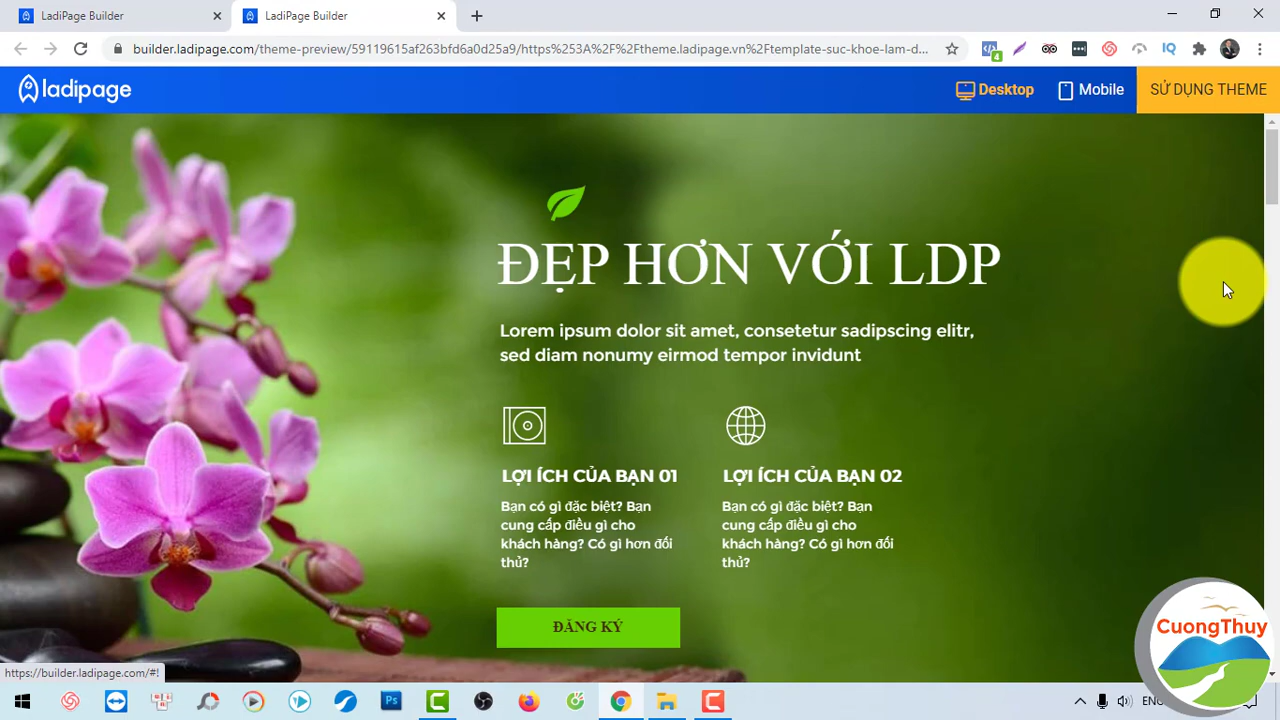 LadiPage Builder
LadiPage Builder
builder.ladipage.com/theme-preview/59119615af263bfd6a0d25a9/https%253A%2F%2Ftheme.ladipage.vn%2Ftemplate-suc-khoe-lam-d...
4
IQ
ladipage
Desktop
Mobile
SỬ DỤNG THEME
ĐẸP HƠN VỚI LDP
Lorem ipsum dolor sit amet, consetetur sadipscing elitr,
sed diam nonumy eirmod tempor invidunt
LỢI ÍCH CỦA BẠN 01
Bạn có gì đặc biệt? Bạn
cung cấp điều gì cho
khách hàng? Có gì hơn đối
thủ?
LỢI ÍCH CỦA BẠN 02
Bạn có gì đặc biệt? Bạn
cung cấp điều gì cho
khách hàng? Có gì hơn đối
thủ?
ĐĂNG KÝ
CuongThuy
https://builder.ladipage.com/#!
Ps